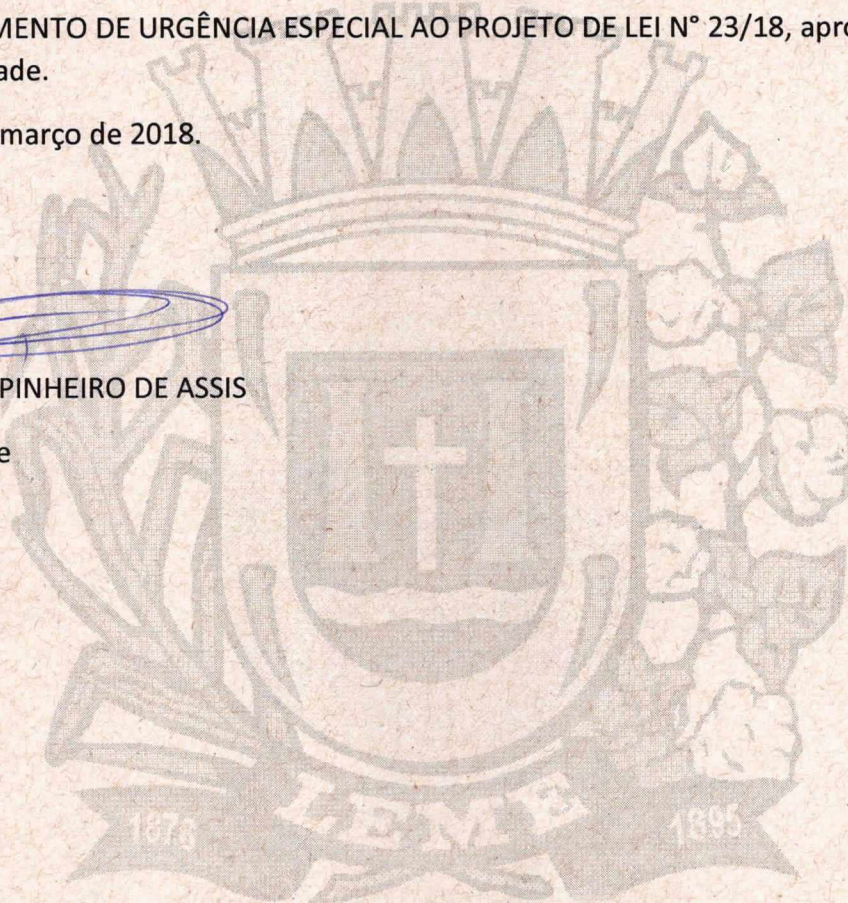 MENTO DE URGÊNCIA ESPECIAL AO PROJETO DE LEI N° 23/18, apro
ade.
março de 2018.
PINHEIRO DE ASSIS
e
1876 LEME 1895